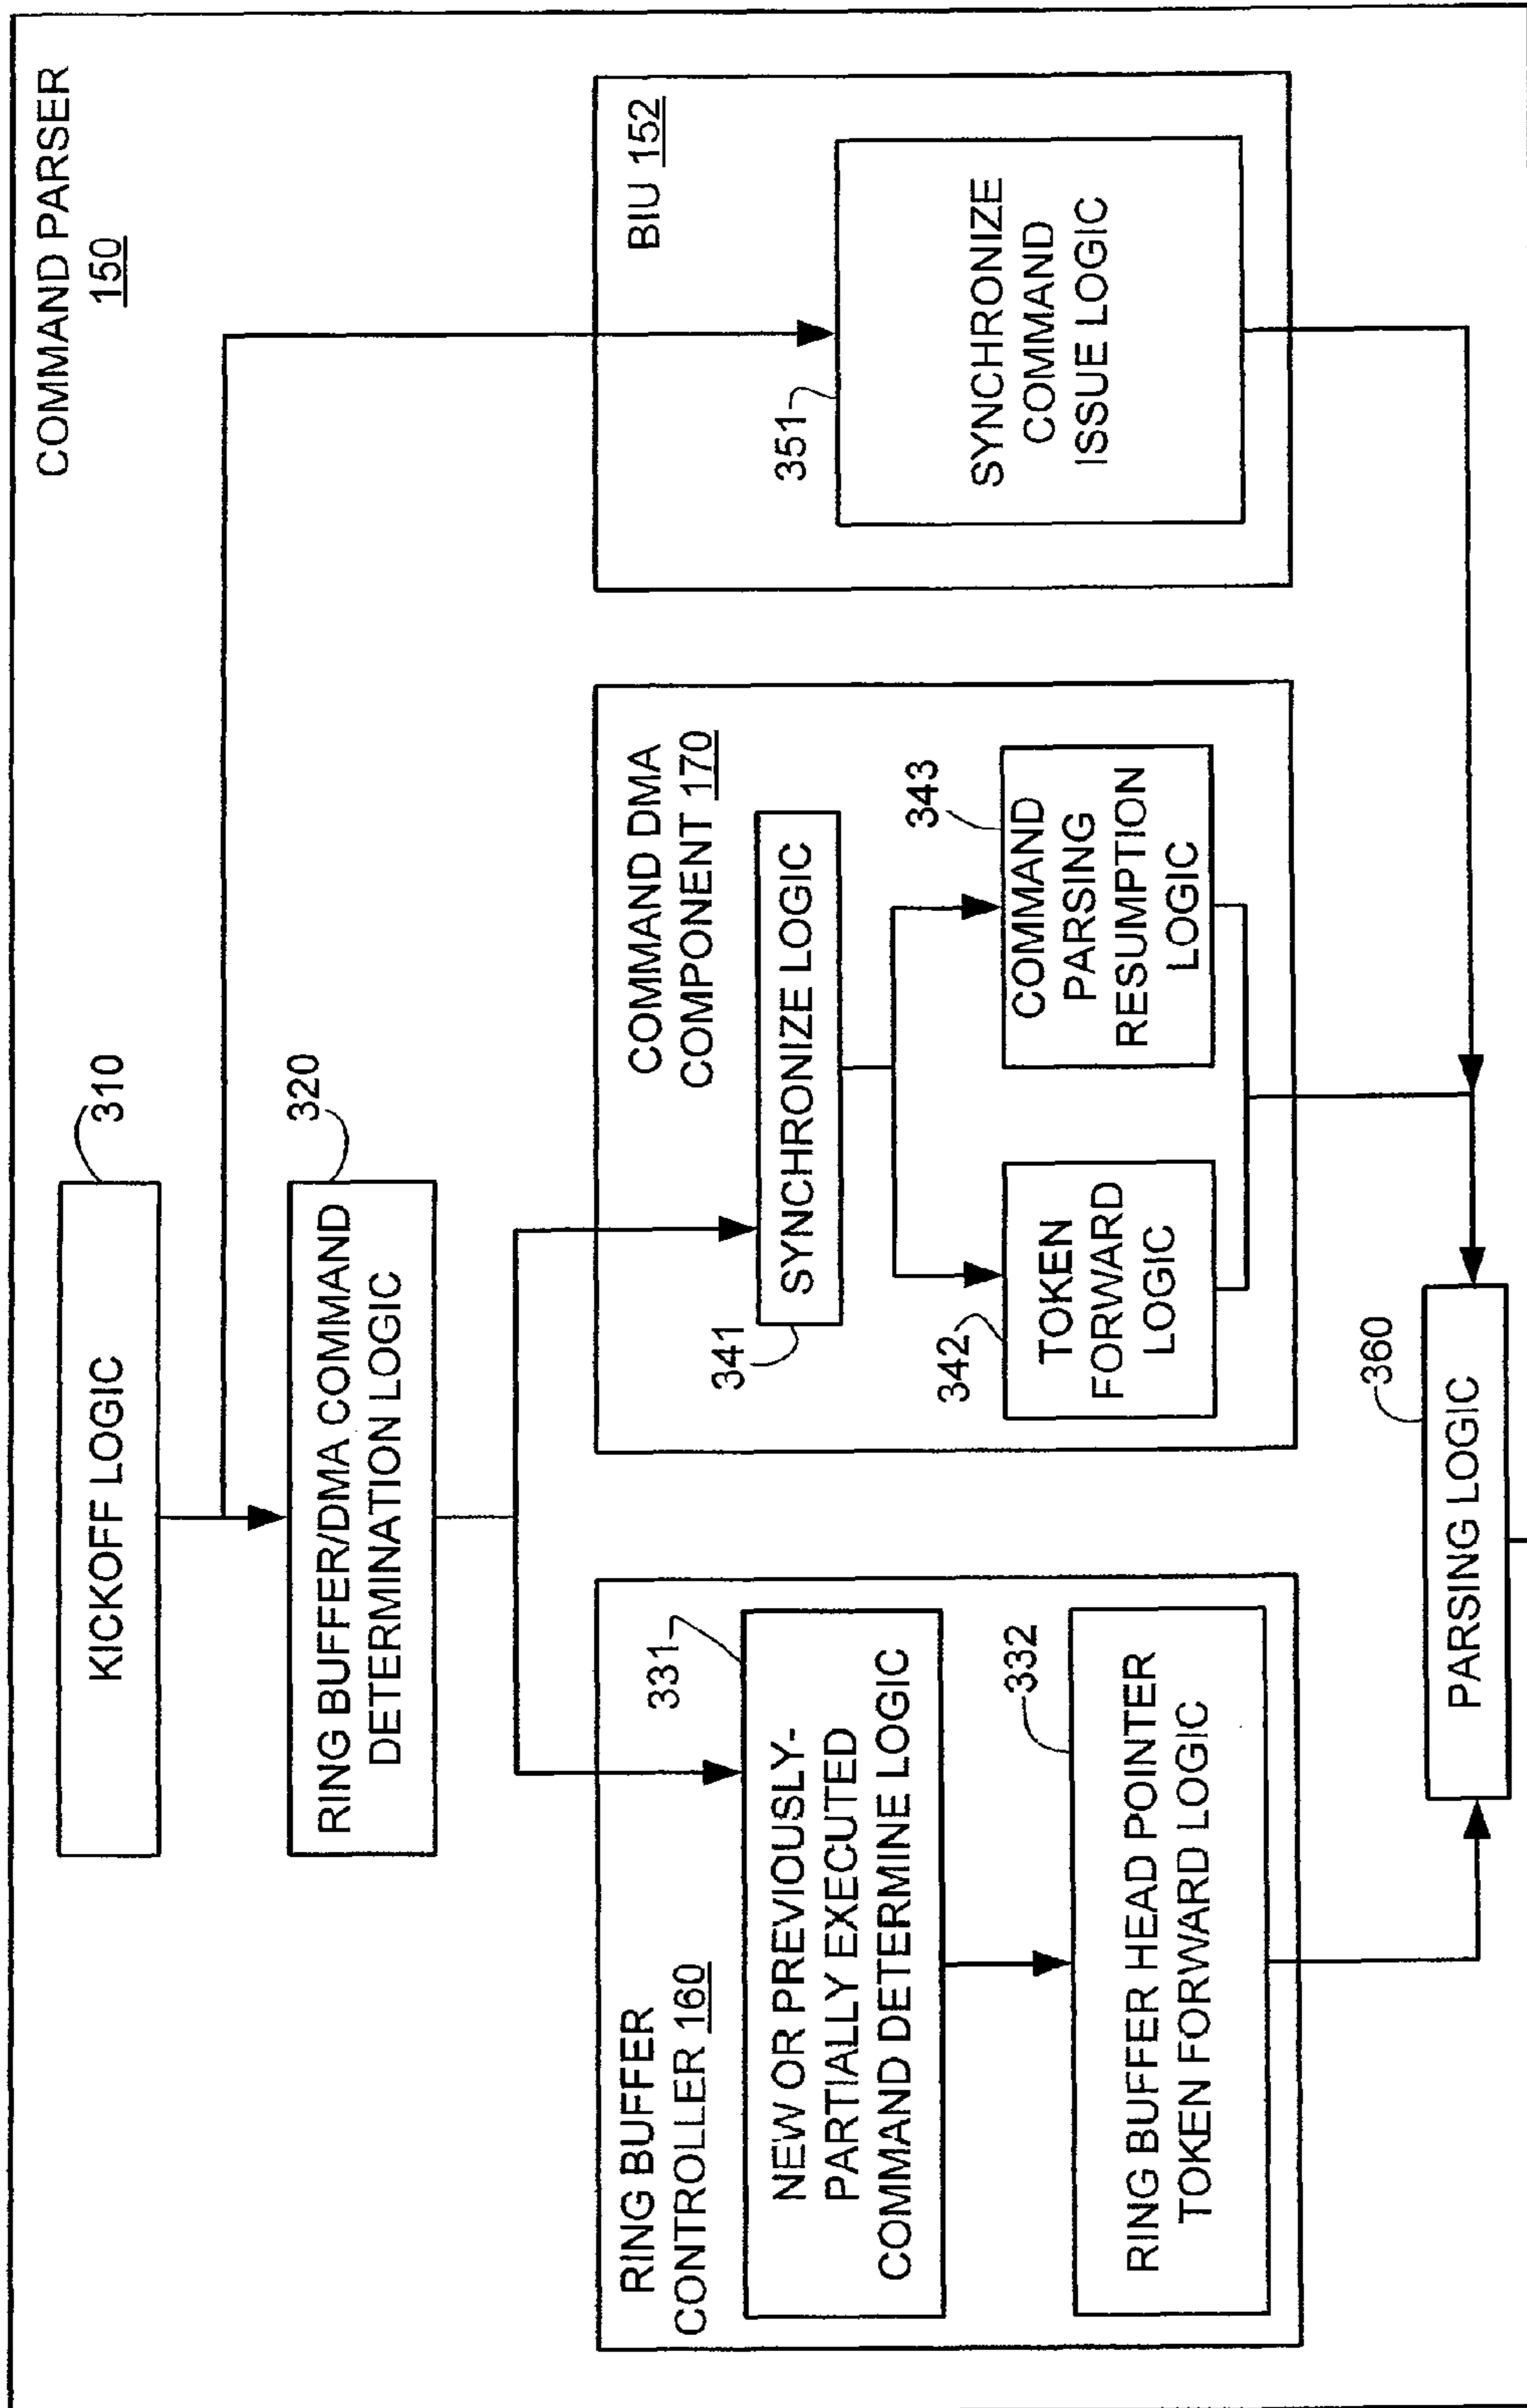 COMMAND PARSER
150
KICKOFF LOGIC
310
RING BUFFER/DMA COMMAND
DETERMINATION LOGIC
320
RING BUFFER
CONTROLLER 160
331
NEW OR PREVIOUSLY-
PARTIALLY EXECUTED
COMMAND DETERMINE LOGIC
332
RING BUFFER HEAD POINTER
TOKEN FORWARD LOGIC
COMMAND DMA
COMPONENT 170
341
SYNCHRONIZE LOGIC
342
TOKEN
FORWARD
LOGIC
343
COMMAND
PARSING
RESUMPTION
LOGIC
BIU 152
351
SYNCHRONIZE
COMMAND
ISSUE LOGIC
360
PARSING LOGIC